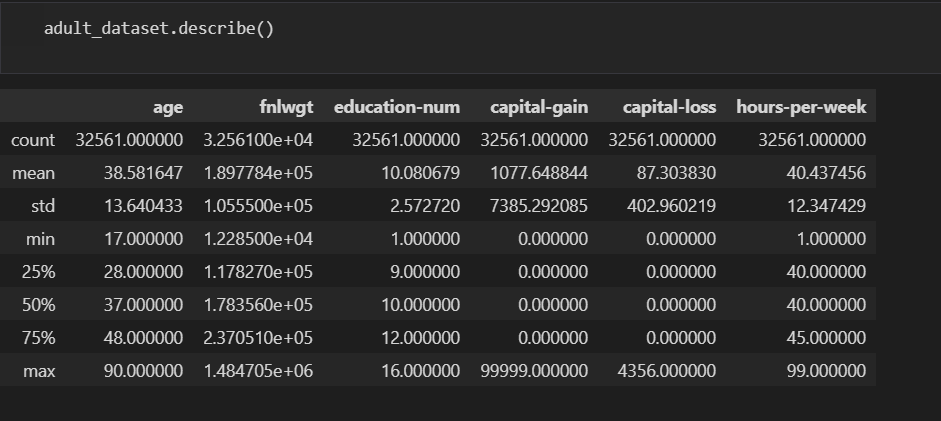 adult_dataset.describe()
age fnlwgt education-num capital-gain capital-loss hours-per-week
count 32561.000000 3.256100e+04 32561.000000 32561.000000 32561.000000 32561.000000
mean 38.581647 1.897784e+05 10.080679 1077.648844 87.303830 40.437456
std 13.640433 1.055500e+05 2.572720 7385.292085 402.960219 12.347429
min 17.000000 1.228500e+04 1.000000 0.000000 0.000000 1.000000
25% 28.000000 1.178270e+05 9.000000 0.000000 0.000000 40.000000
50% 37.000000 1.783560e+05 10.000000 0.000000 0.000000 40.000000
75% 48.000000 2.370510e+05 12.000000 0.000000 0.000000 45.000000
max 90.000000 1.484705e+06 16.000000 99999.000000 4356.000000 99.000000